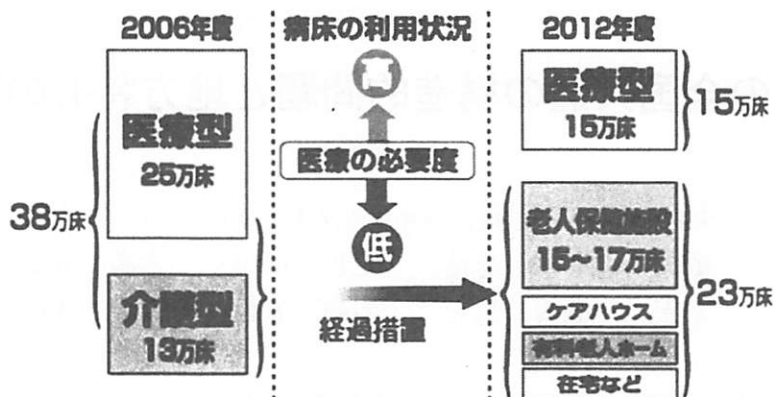 2006年度
医療型
25万床
38万床
介護型
13万床
病床の利用状況
医療の必要度
低
経過措置
2012年度
医療型
15万床
15万床
老人保健施設
15〜17万床
ケアハウス
有料老人ホーム
在宅など
23万床